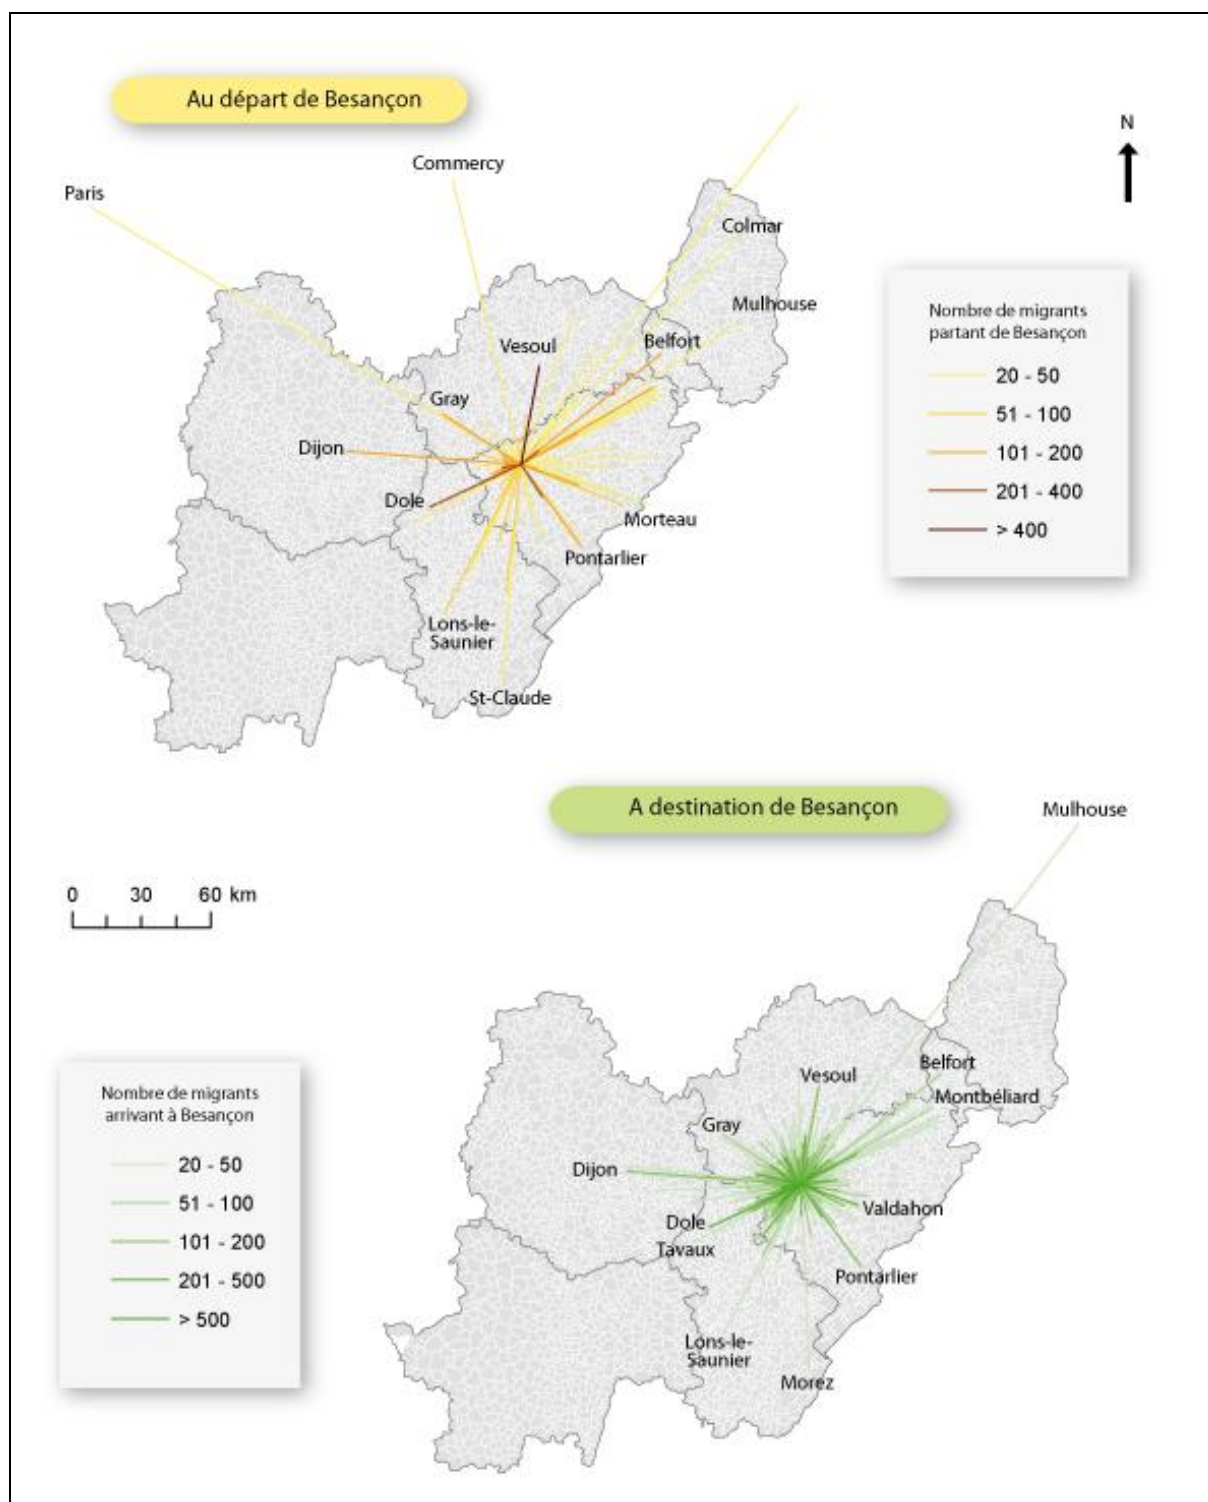 Au départ de Besançon
N
Commercy
Paris
Colmar
Mulhouse
Belfort
Vesoul
Gray
Dijon
Dole
Morteau
Pontarlier
Lons-le-
Saunier
St-Claude
Nombre de migrants
partant de Besançon
20 - 50
51 - 100
101 - 200
201 - 400
> 400
A destination de Besançon
Mulhouse
0 30 60 km
Belfort
Vesoul
Montbéliard
Gray
Dijon
Valdahon
Dole
Tavaux
Pontarlier
Lons-le-
Saunier
Morez
Nombre de migrants
arrivant à Besançon
20 - 50
51 - 100
101 - 200
201 - 500
> 500